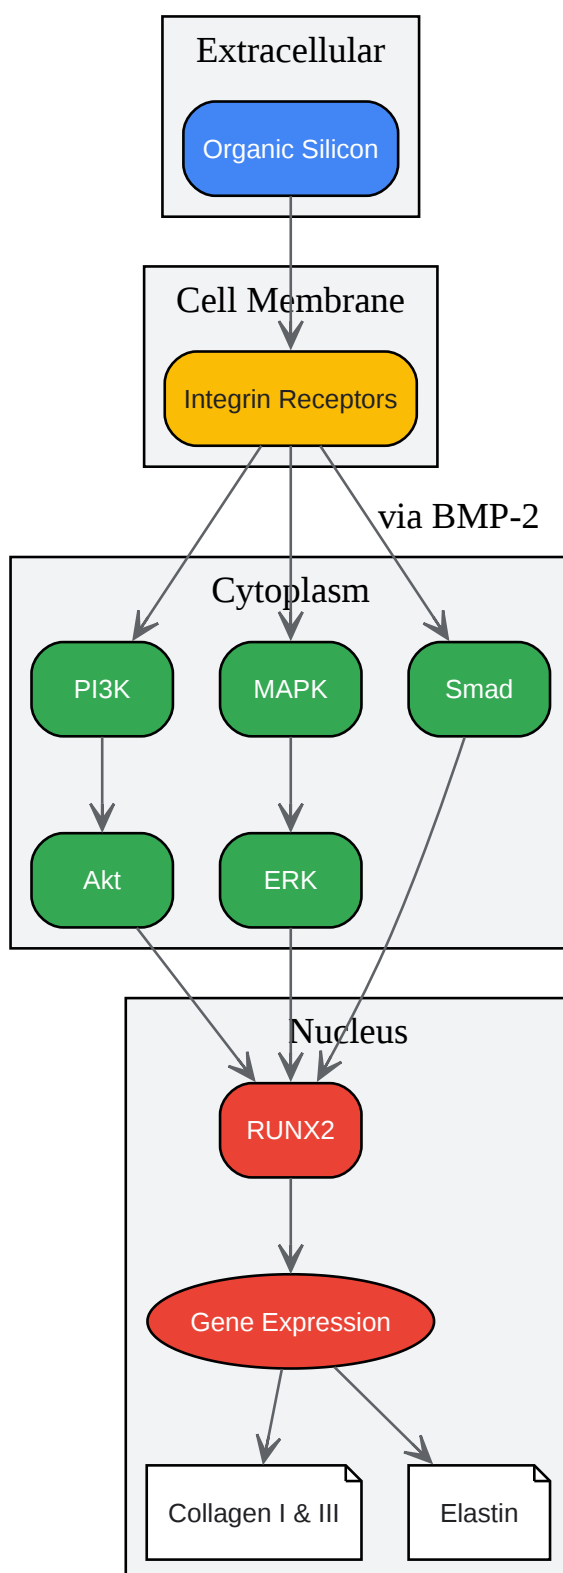 Extracellular
Organic Silicon
Cell Membrane
Integrin Receptors
via BMP-2
Cytoplasm
PI3K
MAPK
Smad
Akt
ERK
Nucleus
RUNX2
Gene Expression
Collagen I & III
Elastin